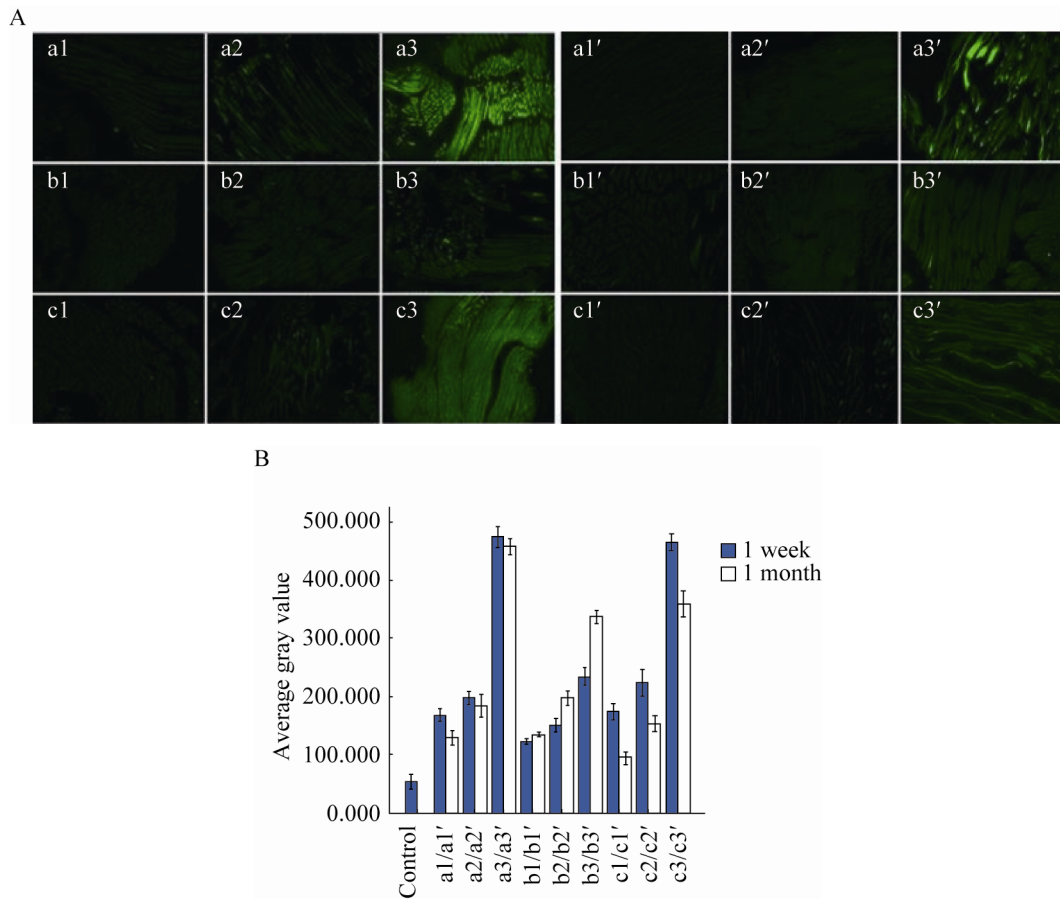 A
a1 a2 a3 a1′ a2′ a3′
b1 b2 b3 b1′ b2′ b3′
c1 c2 c3 c1′ c2′ c3′
B
Average gray value
500.000
400.000
300.000
200.000
100.000
0.000
Control
a1/a1′
a2/a2′
a3/a3′
b1/b1′
b2/b2′
b3/b3′
c1/c1′
c2/c2′
c3/c3′
1 week
1 month